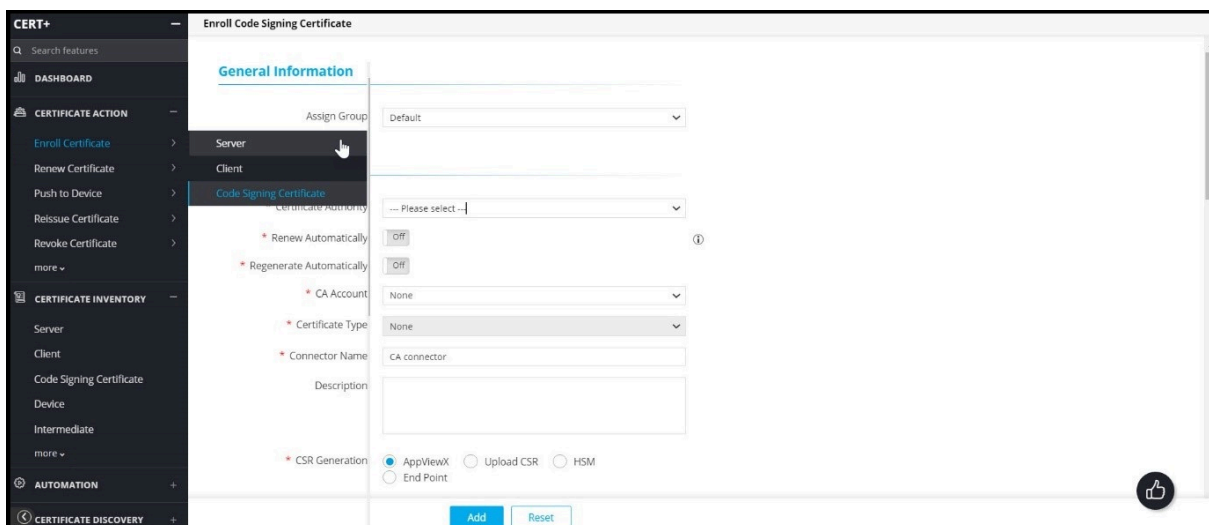 CERT+
Search features
DASHBOARD
CERTIFICATE ACTION
Enroll Certificate
Renew Certificate
Push to Device
Reissue Certificate
Revoke Certificate
more
CERTIFICATE INVENTORY
Server
Client
Code Signing Certificate
Device
Intermediate
more
AUTOMATION
CERTIFICATE DISCOVERY
Server
Client
Code Signing Certificate
Enroll Code Signing Certificate
General Information
Assign Group Default
Certificate Authority --- Please select ---
* Renew Automatically Off
* Regenerate Automatically Off
* CA Account None
* Certificate Type None
* Connector Name CA connector
Description
* CSR Generation AppViewX Upload CSR HSM
End Point
Add Reset